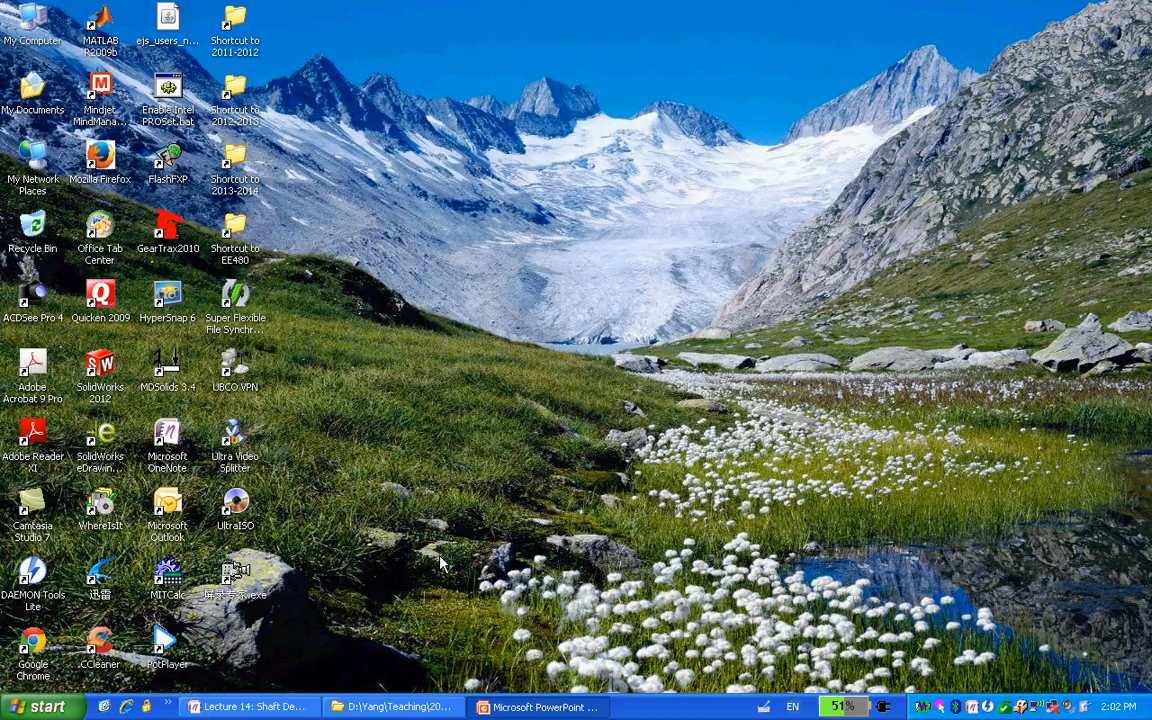 My Computer
MATLAB
R2009b
ejs_users_n...
Shortcut to
2011-2012
My Documents
Mindjet
MindMana...
Enable Intel
PROSet.bat
Shortcut to
2012-2013
My Network
Places
Mozilla Firefox
FlashFXP
Shortcut to
2013-2014
Recycle Bin
Office Tab
Center
GearTrax2010
Shortcut to
EE480
ACDSee Pro 4
Quicken 2009
HyperSnap 6
Super Flexible
File Synchr...
Adobe
Acrobat 9 Pro
SolidWorks
2012
MDSolids 3.4
UBCO.VPN
Adobe Reader
XI
SolidWorks
eDrawin...
Microsoft
OneNote
Ultra Video
Splitter
Camtasia
Studio 7
WhereIsIt
Microsoft
Outlook
UltraISO
DAEMON Tools
Lite
迅雷
MITCalc
屏录专家.exe
Google
Chrome
CCleaner
PotPlayer
start
Lecture 14: Shaft De...
D:\Yang\Teaching\20...
Microsoft PowerPoint ...
EN
51%
2:02 PM